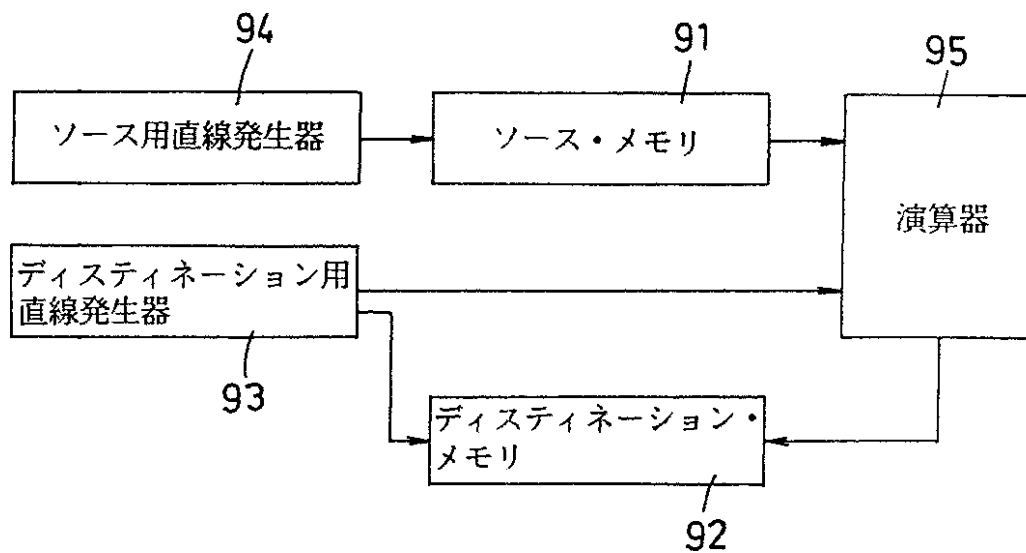 94
91
95
ソース用直線発生器
ソース・メモリ
演算器
ディスティネーション用
直線発生器
93
ディスティネーション・
メモリ
92